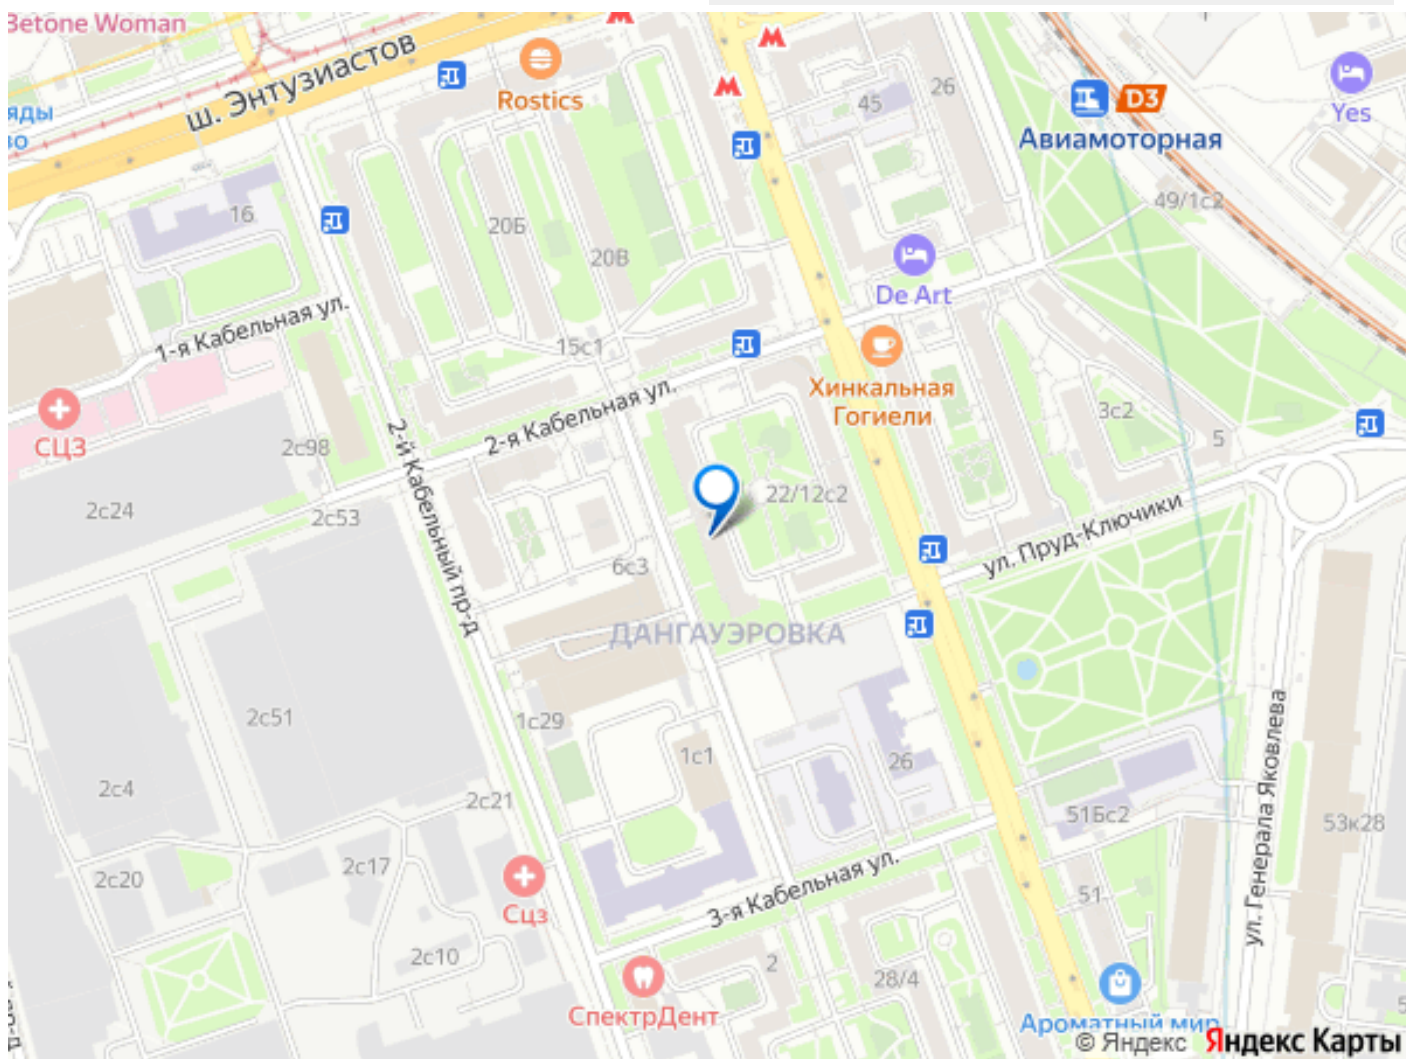 Betone Woman
ш. Энтузиастов
Rostics
45
26
Авиамоторная
D3
Yes
яды
во
16
20Б
20В
49/1с2
De Art
1-я Кабельная ул.
15с1
Хинкальная
Гогиели
3с2
5
СЦЗ
2с98
2-я Кабельная ул.
2-й Кабельный пр-д
2с24
2с53
22/12с2
ул. Пруд-Ключики
6с3
ДАНГАУЭРОВКА
2с51
1с29
1с1
26
2с4
2с21
51Бс2
53к28
ул. Генерала Яковлева
2с20
2с17
Сцз
3-я Кабельная ул.
51
2с10
2
28/4
СпектрДент
Ароматный мир
© Яндекс Яндекс Карты